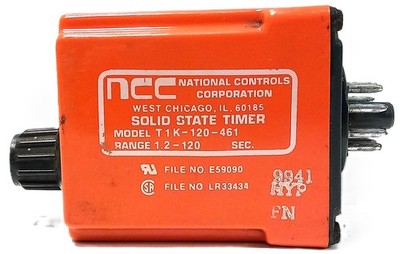 ncc NATIONAL CONTROLS
CORPORATION
WEST CHICAGO, IL. 60185
SOLID STATE TIMER
MODEL T1K-120-461
RANGE 1.2-120 SEC.
FILE NO E59090
FILE NO LR33434
9941
HYP
FN